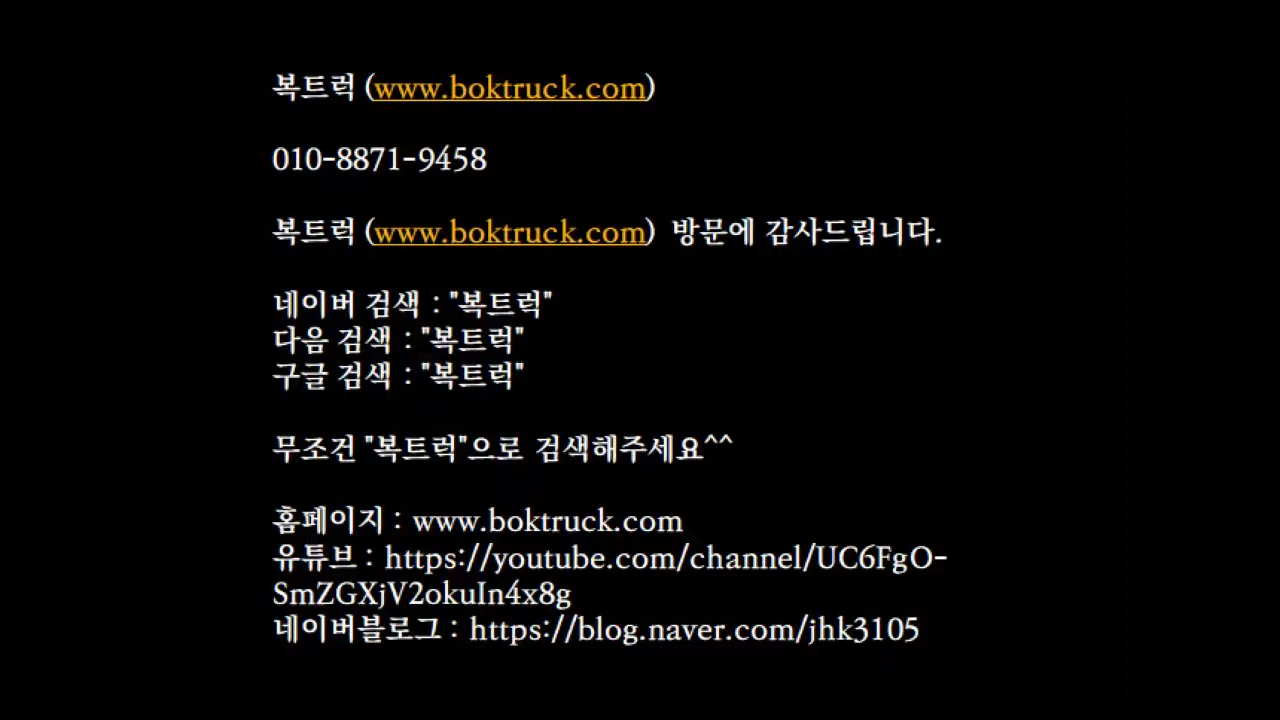 복트럭 (www.boktruck.com)
010-8871-9458
복트럭 (www.boktruck.com) 방문에 감사드립니다.
네이버 검색 : "복트럭"
다음 검색 : "복트럭"
구글 검색 : "복트럭"
무조건 "복트럭"으로 검색해주세요^^
홈페이지 : www.boktruck.com
유튜브 : https://youtube.com/channel/UC6FgO-
SmZGXjV2okuIn4x8g
네이버블로그 : https://blog.naver.com/jhk3105